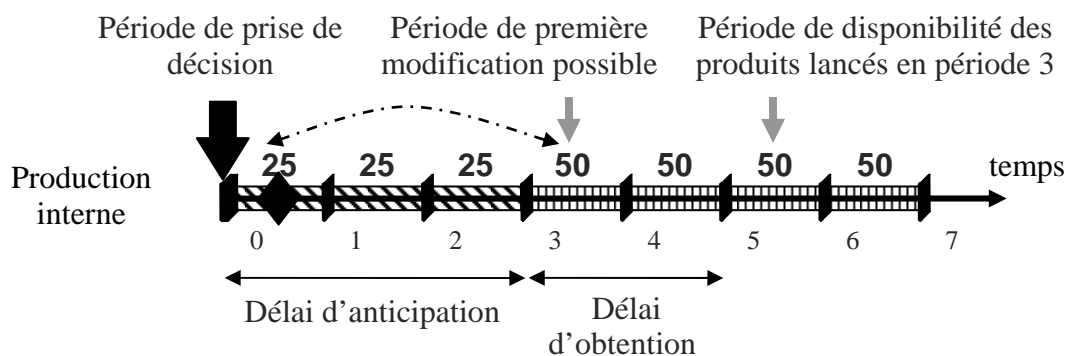 Période de prise de
décision
Période de première
modification possible
Période de disponibilité des
produits lancés en période 3
25 25 25 50 50 50 50
temps
Production
interne
0 1 2 3 4 5 6 7
Délai d’anticipation
Délai
d’obtention